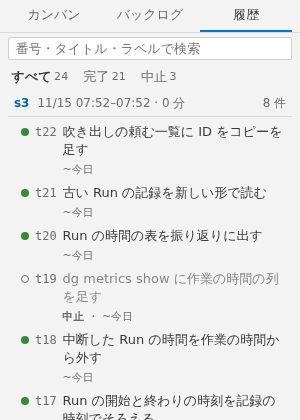 カンバン バックログ 履歴
番号・タイトル・ラベルで検索
すべて 24 完了 21 中止 3
s3 11/15 07:52–07:52 · 0 分 8 件
t22 吹き出しの頼む一覧に ID をコピーを
足す
~今日
t21 古い Run の記録を新しい形で読む
~今日
t20 Run の時間の表を振り返りに出す
~今日
t19 dg metrics show に作業の時間の列
を足す
中止 · ~今日
t18 中断した Run の時間を作業の時間か
ら外す
~今日
t17 Run の開始と終わりの時刻を記録の
時刻でそろえる